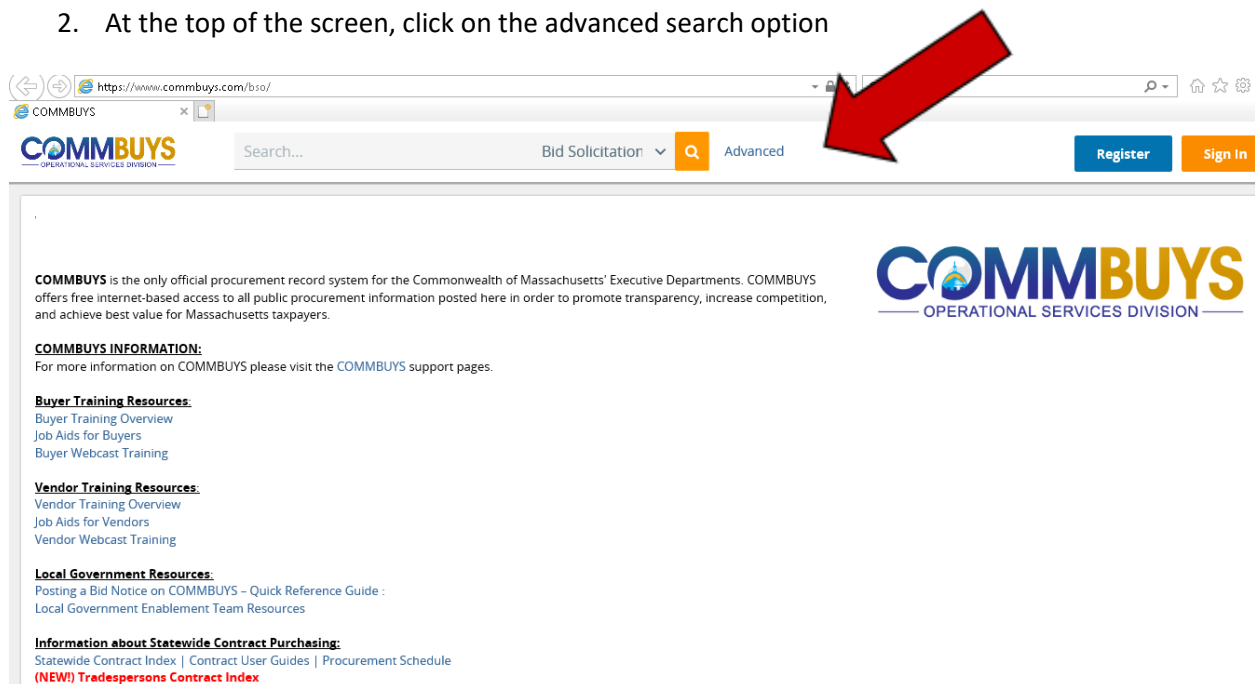 2. At the top of the screen, click on the advanced search option
https://www.commbuys.com/bso/
COMMBUYS
COMMBUYS
OPERATIONAL SERVICES DIVISION
Search...
Bid Solicitation
Advanced
Register
Sign In
COMMBUYS
OPERATIONAL SERVICES DIVISION
COMMBUYS is the only official procurement record system for the Commonwealth of Massachusetts' Executive Departments. COMMBUYS
offers free internet-based access to all public procurement information posted here in order to promote transparency, increase competition,
and achieve best value for Massachusetts taxpayers.
COMMBUYS INFORMATION:
For more information on COMMBUYS please visit the COMMBUYS support pages.
Buyer Training Resources:
Buyer Training Overview
Job Aids for Buyers
Buyer Webcast Training
Vendor Training Resources:
Vendor Training Overview
Job Aids for Vendors
Vendor Webcast Training
Local Government Resources:
Posting a Bid Notice on COMMBUYS – Quick Reference Guide :
Local Government Enablement Team Resources
Information about Statewide Contract Purchasing:
Statewide Contract Index | Contract User Guides | Procurement Schedule
(NEW!) Tradespersons Contract Index